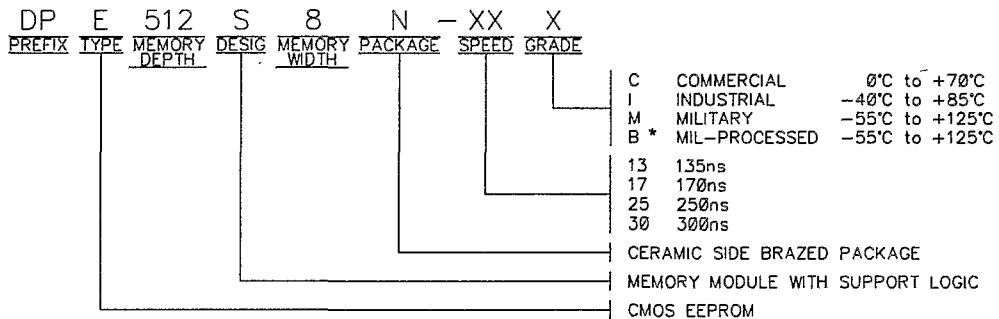 DP E 512 S 8 N - XX X
PREFIX TYPE MEMORY DEPTH DESIG MEMORY WIDTH PACKAGE SPEED GRADE
C COMMERCIAL 0°C to +70°C
I INDUSTRIAL -40°C to +85°C
M MILITARY -55°C to +125°C
B * MIL-PROCESSED -55°C to +125°C
13 135ns
17 170ns
25 250ns
30 300ns
CERAMIC SIDE BRAZED PACKAGE
MEMORY MODULE WITH SUPPORT LOGIC
CMOS EEPROM